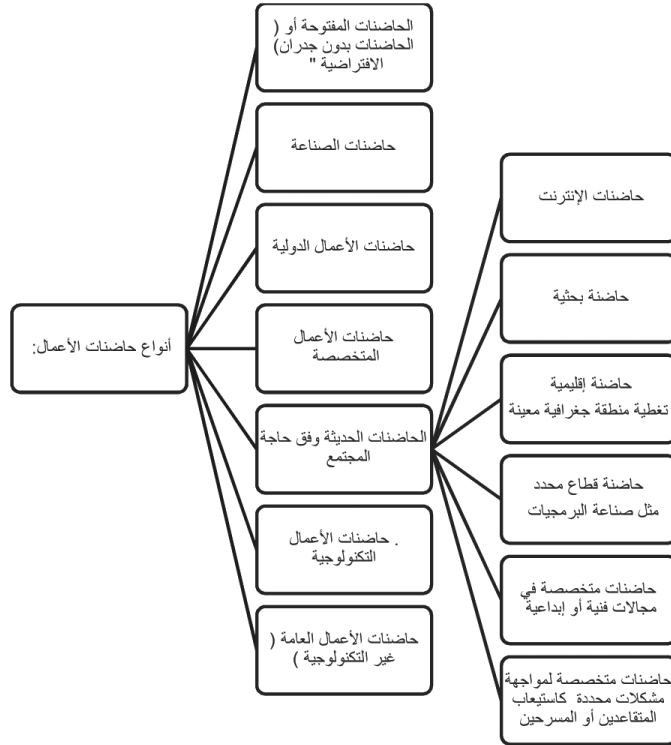 أنواع حاضنات الأعمال:
الحاضنات المفتوحة أو (
الحاضنات بدون جدران)
الافتراضية "
حاضنات الصناعة
حاضنات الأعمال الدولية
حاضنات الأعمال
المتخصصة
الحاضنات الحديثة وفق حاجة
المجتمع
. حاضنات الأعمال
التكنولوجية
حاضنات الأعمال العامة (
غير التكنولوجية )
حاضنات الإنترنت
حاضنة بحثية
حاضنة إقليمية
تغطية منطقة جغرافية معينة
حاضنة قطاع محدد
مثل صناعة البرمجيات
حاضنات متخصصة في
مجالات فنية أو إبداعية
حاضنات متخصصة لمواجهة
مشكلات محددة كاستيعاب
المتقاعدين أو المسرحين